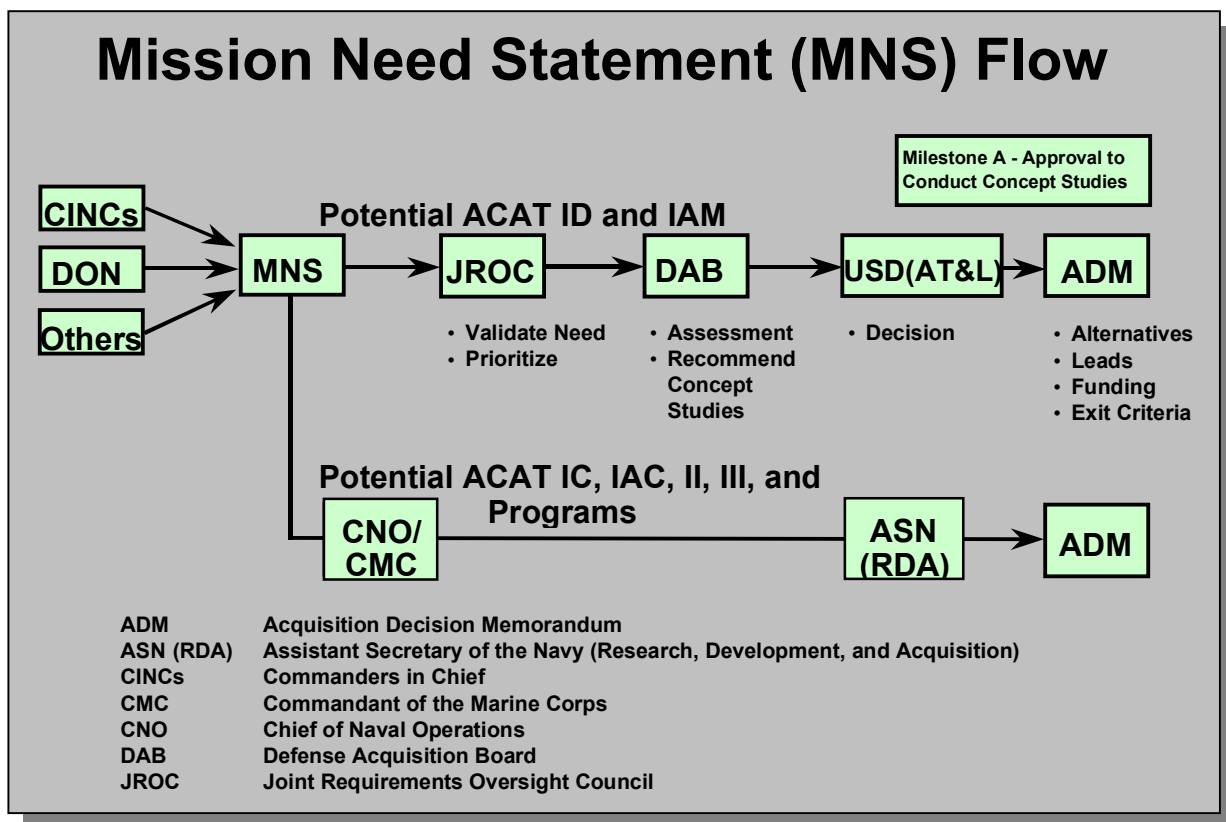 Mission Need Statement (MNS) Flow
Milestone A - Approval to
Conduct Concept Studies
CINCs
DON
Others
Potential ACAT ID and IAM
MNS
JROC
DAB
USD(AT&L)
ADM
• Validate Need
• Prioritize
• Assessment
• Recommend
Concept
Studies
• Decision
• Alternatives
• Leads
• Funding
• Exit Criteria
Potential ACAT IC, IAC, II, III, and
Programs
CNO/
CMC
ASN
(RDA)
ADM
ADM Acquisition Decision Memorandum
ASN (RDA) Assistant Secretary of the Navy (Research, Development, and Acquisition)
CINCs Commanders in Chief
CMC Commandant of the Marine Corps
CNO Chief of Naval Operations
DAB Defense Acquisition Board
JROC Joint Requirements Oversight Council